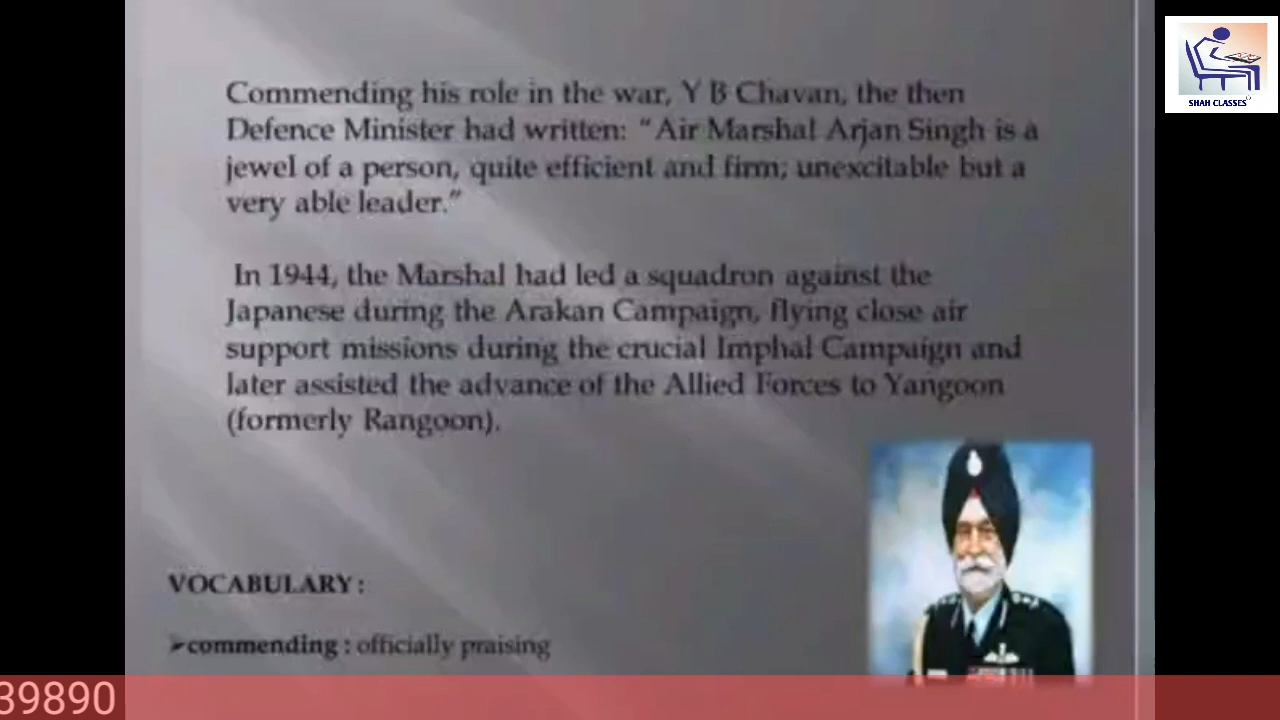 SHAH CLASSES
Commending his role in the war, Y B Chavan, the then
Defence Minister had written: "Air Marshal Arjan Singh is a
jewel of a person, quite efficient and firm; unexcitable but a
very able leader."
In 1944, the Marshal had led a squadron against the
Japanese during the Arakan Campaign, flying close air
support missions during the crucial Imphal Campaign and
later assisted the advance of the Allied Forces to Yangoon
(formerly Rangoon).
VOCABULARY :
➤commending : officially praising
39890